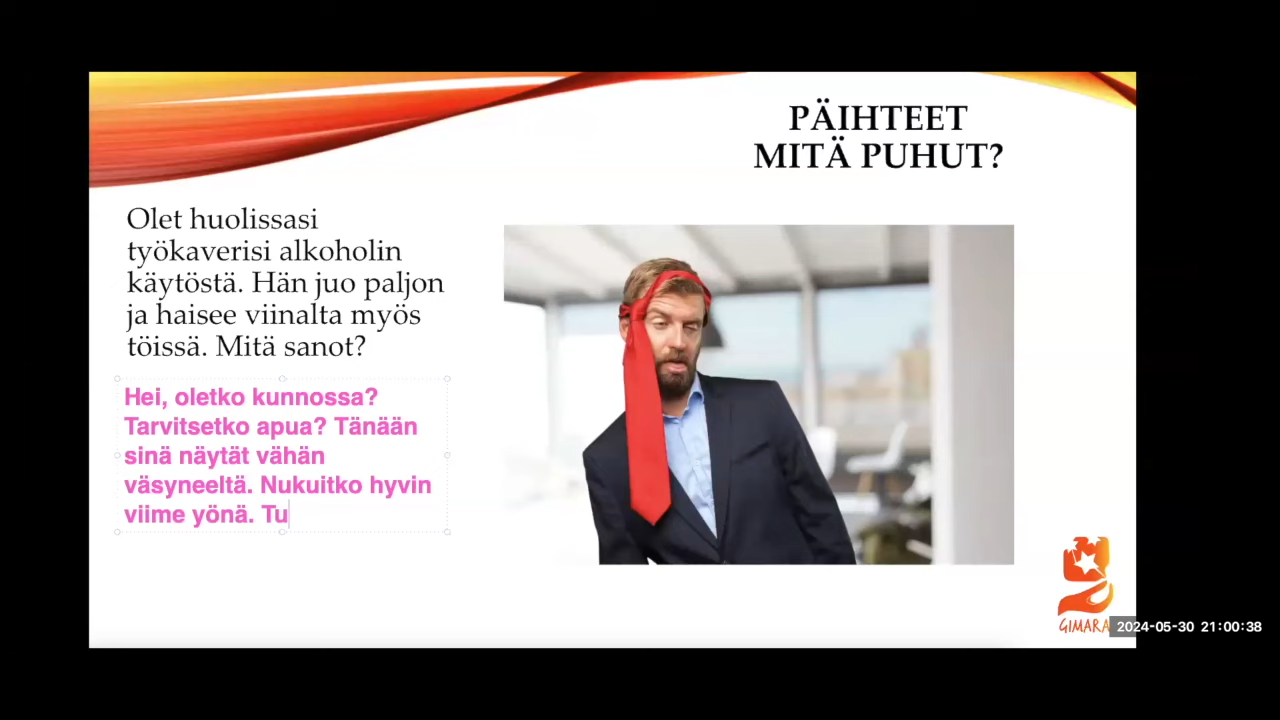 PÄIHTEET
MITÄ PUHUT?
Olet huolissasi
työkaverisi alkoholin
käytöstä. Hän juo paljon
ja haisee viinalta myös
töissä. Mitä sanot?
Hei, oletko kunnossa?
Tarvitsetko apua? Tänään
sinä näytät vähän
väsyneeltä. Nukuitko hyvin
viime yönä. Tu
GIMARA
2024-05-30 21:00:38